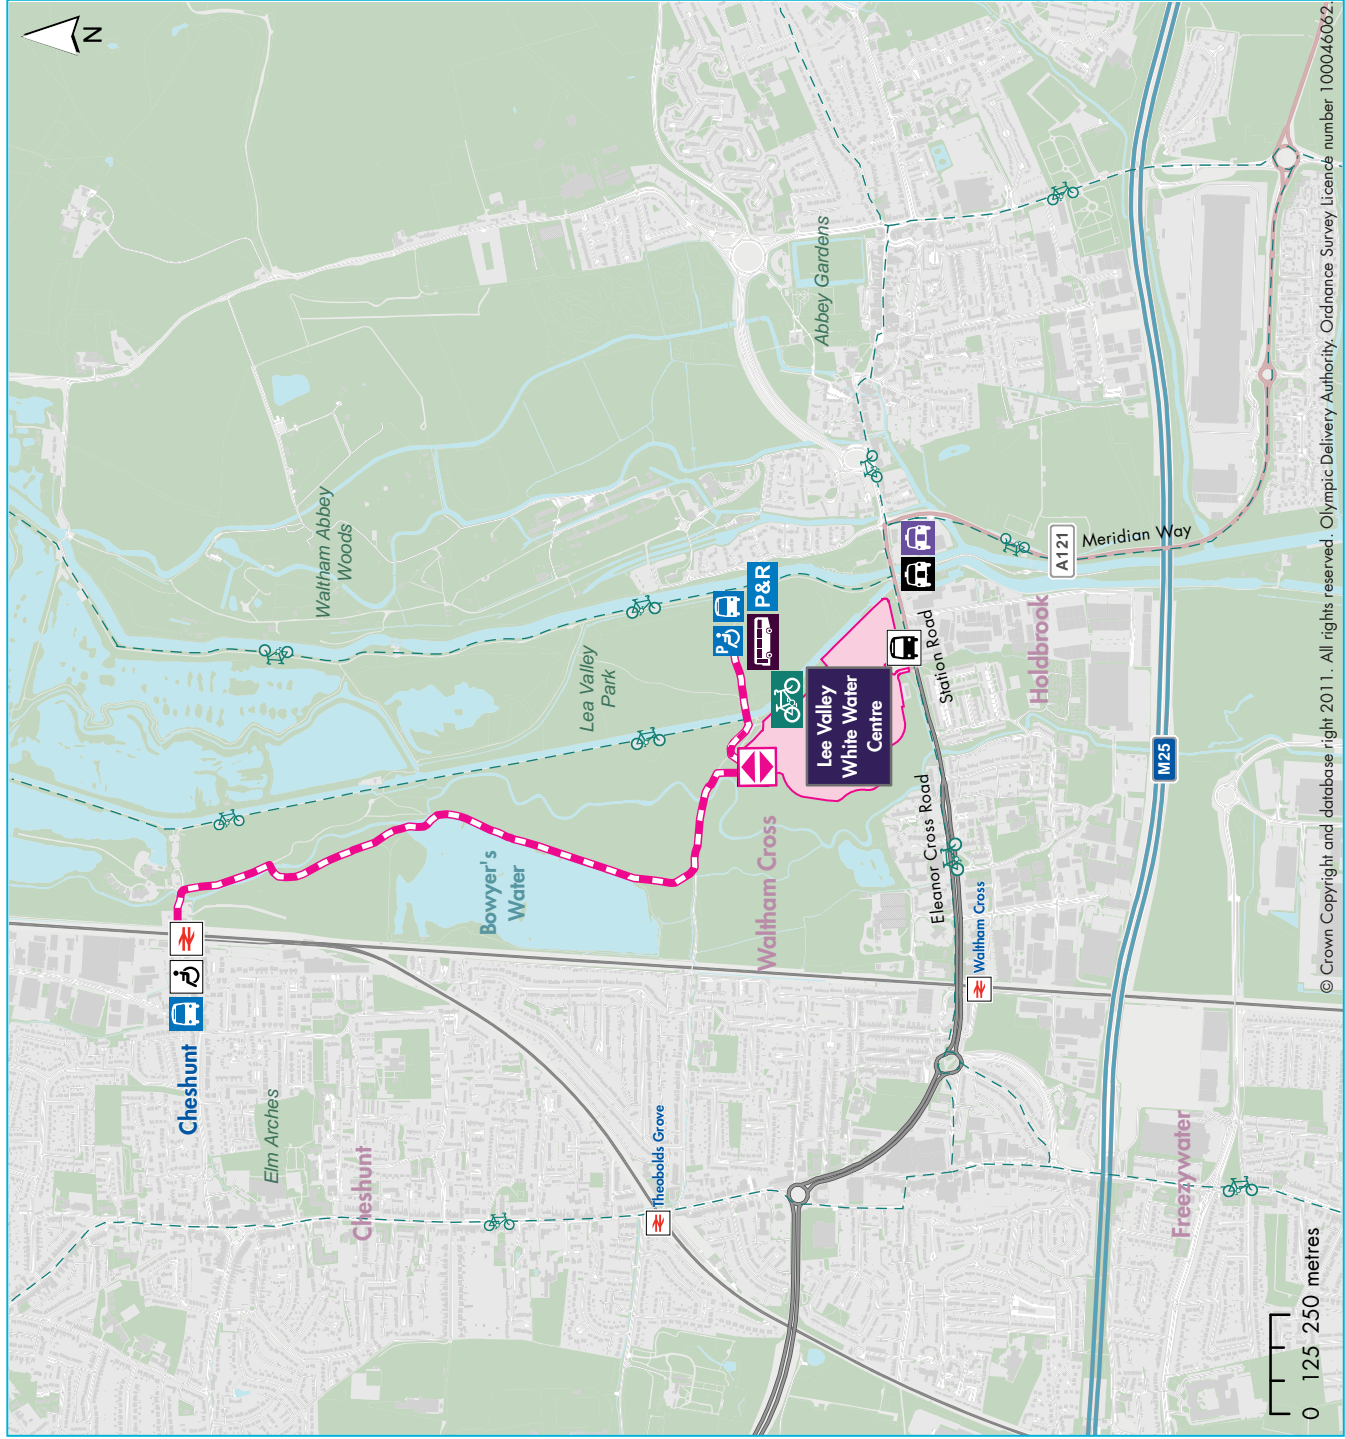 N
Waltham Abbey
Woods
Abbey Gardens
Lea Valley
Park
P
P&R
Lee Valley
White Water
Centre
Station Road
A121
Meridian Way
Holdbrook
M25
Bowyer's
Water
Waltham Cross
Eleanor Cross Road
Waltham Cross
Cheshunt
Elm Arches
Cheshunt
Theobolds Grove
Freezywater
0 125 250 metres
© Crown Copyright and database right 2011. All rights reserved. Olympic Delivery Authority. Ordnance Survey Licence number 100046062.